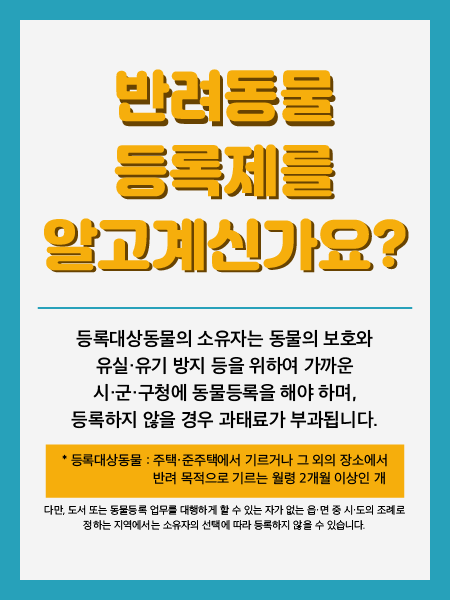 반려동물
등록제를
알고계신가요?
등록대상동물의 소유자는 동물의 보호와
유실·유기 방지 등을 위하여 가까운
시·군·구청에 동물등록을 해야 하며,
등록하지 않을 경우 과태료가 부과됩니다.
* 등록대상동물 : 주택·준주택에서 기르거나 그 외의 장소에서
반려 목적으로 기르는 월령 2개월 이상인 개
다만, 도서 또는 동물등록 업무를 대행하게 할 수 있는 자가 없는 읍·면 중 시·도의 조례로
정하는 지역에서는 소유자의 선택에 따라 등록하지 않을 수 있습니다.